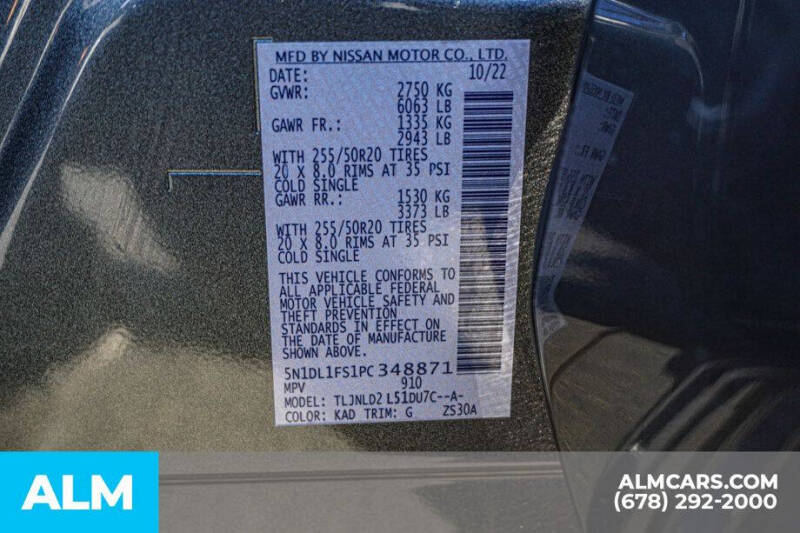 MFD BY NISSAN MOTOR CO., LTD.
DATE: 10/22
GVWR: 2750 KG
6063 LB
GAWR FR.: 1335 KG
2943 LB
WITH 255/50R20 TIRES
20 X 8.0 RIMS AT 35 PSI
COLD SINGLE
GAWR RR.: 1530 KG
3373 LB
WITH 255/50R20 TIRES
20 X 8.0 RIMS AT 35 PSI
COLD SINGLE
THIS VEHICLE CONFORMS TO
ALL APPLICABLE FEDERAL
MOTOR VEHICLE SAFETY AND
THEFT PREVENTION
STANDARDS IN EFFECT ON
THE DATE OF MANUFACTURE
SHOWN ABOVE.
5N1DL1FS1PC348871
MPV 910
MODEL: TLJNLD2 L51DU7C--A-
COLOR: KAD TRIM: G ZS30A
ALM
ALMCARS.COM
(678) 292-2000